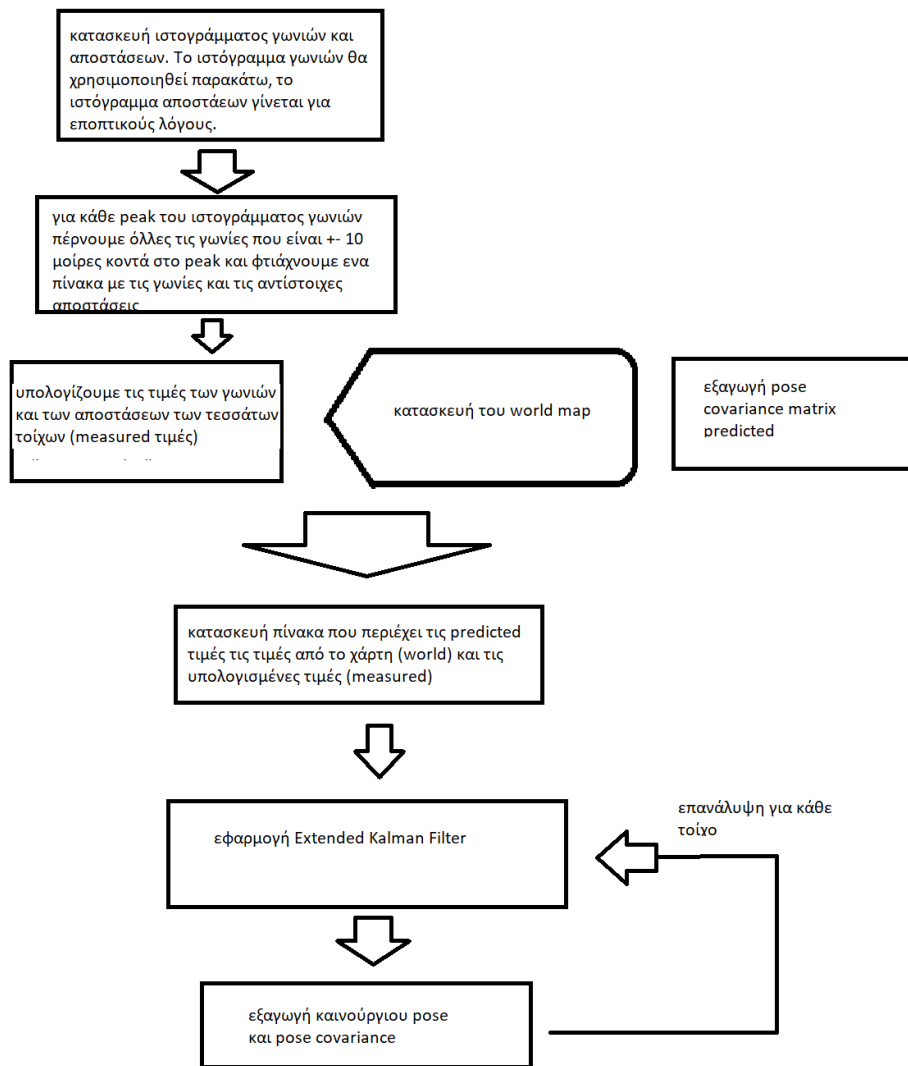 κατασκευή ιστογράμματος γωνιών και
αποστάσεων. Το ιστόγραμμα γωνιών θα
χρησιμοποιηθεί παρακάτω, το
ιστόγραμμα αποστάεων γίνεται για
εποπτικούς λόγους.
για κάθε peak του ιστογράμματος γωνιών
πέρνουμε όλλες τις γωνίες που είναι +- 10
μοίρες κοντά στο peak και φτιάχνουμε ενα
πίνακα με τις γωνίες και τις αντίστοιχες
αποστάσεις
υπολογίζουμε τις τιμές των γωνιών
και των αποστάσεων των τεσσάτων
τοίχων (measured τιμές)
κατασκευή του world map
εξαγωγή pose
covariance matrix
predicted
κατασκευή πίνακα που περιέχει τις predicted
τιμές τις τιμές από το χάρτη (world) και τις
υπολογισμένες τιμές (measured)
εφαρμογή Extended Kalman Filter
επανάλυψη για κάθε
τοίχο
εξαγωγή καινούργιου pose
και pose covariance